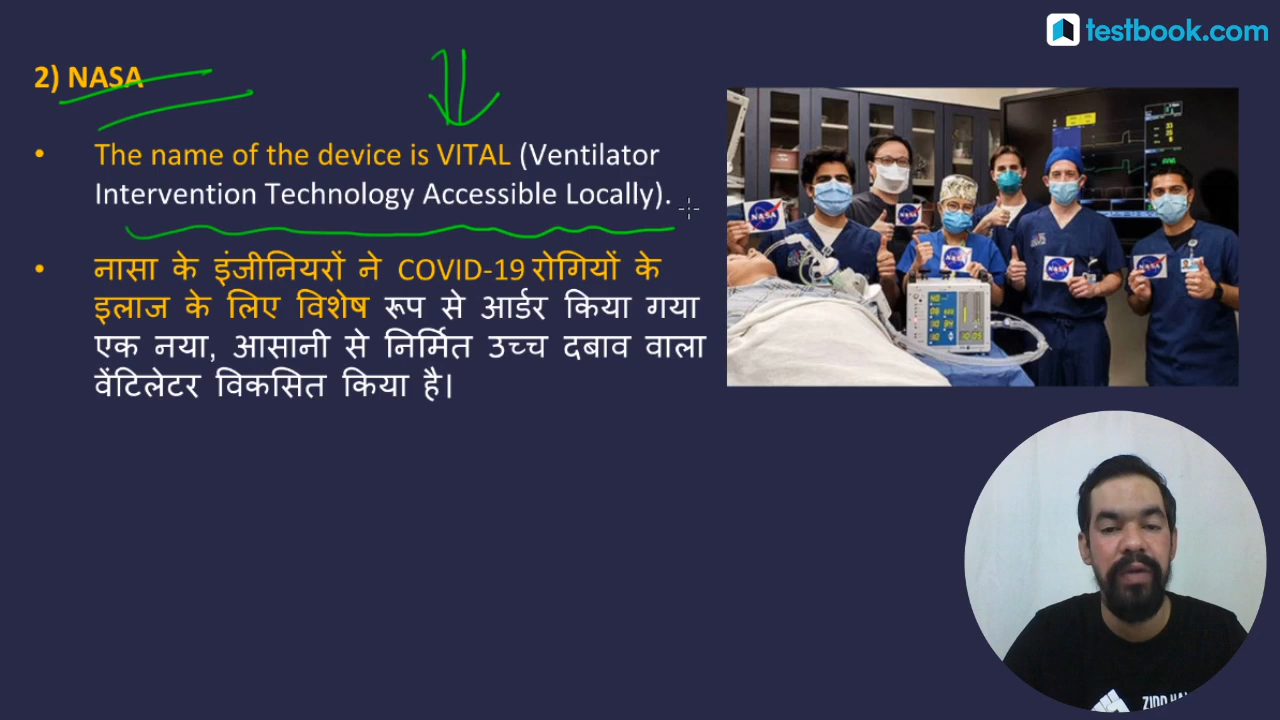 testbook.com
2) NASA
• The name of the device is VITAL (Ventilator
Intervention Technology Accessible Locally).
• नासा के इंजीनियरों ने COVID-19 रोगियों के
इलाज के लिए विशेष रूप से आर्डर किया गया
एक नया, आसानी से निर्मित उच्च दबाव वाला
वेंटिलेटर विकसित किया है।
NASA
NASA
NASA
NASA
NASA